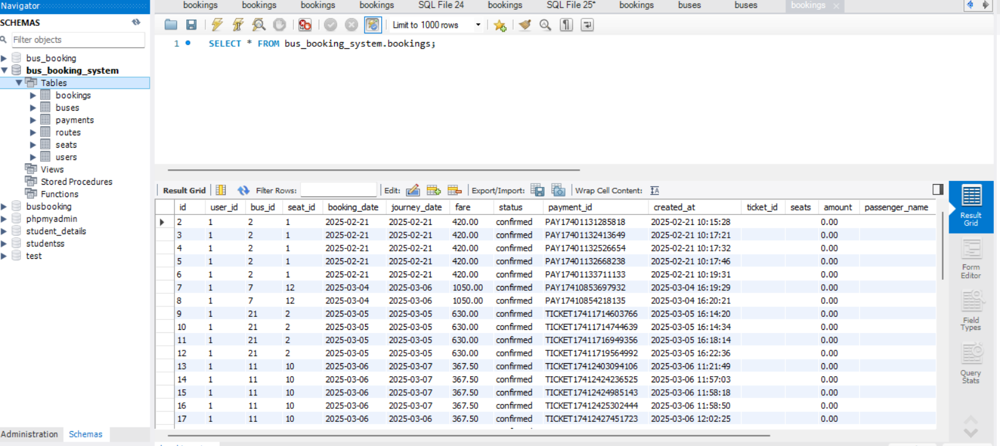 Navigator
SCHEMAS
Filter objects
bus_booking
bus_booking_system
Tables
bookings
buses
payments
routes
seats
users
Views
Stored Procedures
Functions
busbooking
phpmyadmin
student_details
studentss
test
Administration Schemas
bookings bookings bookings bookings SQL File 24 bookings SQL File 25* bookings buses buses bookings
Limit to 1000 rows
1 SELECT * FROM bus_booking_system.bookings;
Result Grid Filter Rows: Edit: Export/Import: Wrap Cell Content:
id user_id bus_id seat_id booking_date journey_date fare status payment_id created_at ticket_id seats amount passenger_name
2 1 2 1 2025-02-21 2025-02-21 420.00 confirmed PAY17401131285818 2025-02-21 10:15:28 0.00
3 1 2 1 2025-02-21 2025-02-21 420.00 confirmed PAY17401132413649 2025-02-21 10:17:21 0.00
4 1 2 1 2025-02-21 2025-02-21 420.00 confirmed PAY17401132526654 2025-02-21 10:17:32 0.00
5 1 2 1 2025-02-21 2025-02-21 420.00 confirmed PAY17401132668238 2025-02-21 10:17:46 0.00
6 1 2 1 2025-02-21 2025-02-21 420.00 confirmed PAY17401133711133 2025-02-21 10:19:31 0.00
7 1 7 12 2025-03-04 2025-03-06 1050.00 confirmed PAY17410853697932 2025-03-04 16:19:29 0.00
8 1 7 12 2025-03-04 2025-03-06 1050.00 confirmed PAY17410854218135 2025-03-04 16:20:21 0.00
9 1 21 2 2025-03-05 2025-03-05 630.00 confirmed TICKET17411714603766 2025-03-05 16:14:20 0.00
10 1 21 2 2025-03-05 2025-03-05 630.00 confirmed TICKET17411714744639 2025-03-05 16:14:34 0.00
11 1 21 2 2025-03-05 2025-03-05 630.00 confirmed TICKET17411716949356 2025-03-05 16:18:14 0.00
12 1 21 2 2025-03-05 2025-03-05 630.00 confirmed TICKET17411719564992 2025-03-05 16:22:36 0.00
13 1 11 10 2025-03-06 2025-03-07 367.50 confirmed TICKET17412403094106 2025-03-06 11:21:49 0.00
14 1 11 10 2025-03-06 2025-03-07 367.50 confirmed TICKET17412424236525 2025-03-06 11:57:03 0.00
15 1 11 10 2025-03-06 2025-03-07 367.50 confirmed TICKET17412424985143 2025-03-06 11:58:18 0.00
16 1 11 10 2025-03-06 2025-03-07 367.50 confirmed TICKET17412425302444 2025-03-06 11:58:50 0.00
17 1 11 10 2025-03-06 2025-03-07 367.50 confirmed TICKET17412427451723 2025-03-06 12:02:25 0.00
Result
Grid
Form
Editor
Field
Types
Query
Stats